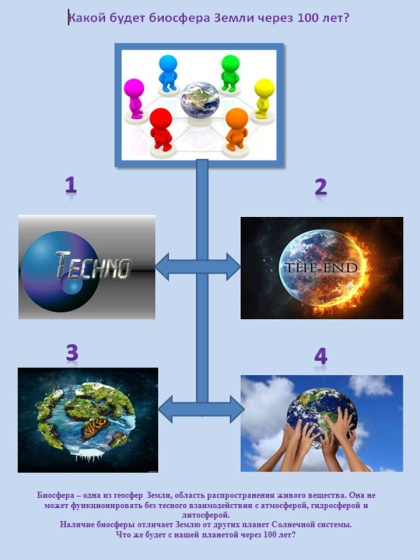 Какой будет биосфера Земли через 100 лет?
1
2
TECHNO
THE END
3
4
Биосфера – одна из геосфер Земли, область распространения живого вещества. Она не
может функционировать без тесного взаимодействия с атмосферой, гидросферой и
литосферой.
Наличие биосферы отличает Землю от других планет Солнечной системы.
Что же будет с нашей планетой через 100 лет?